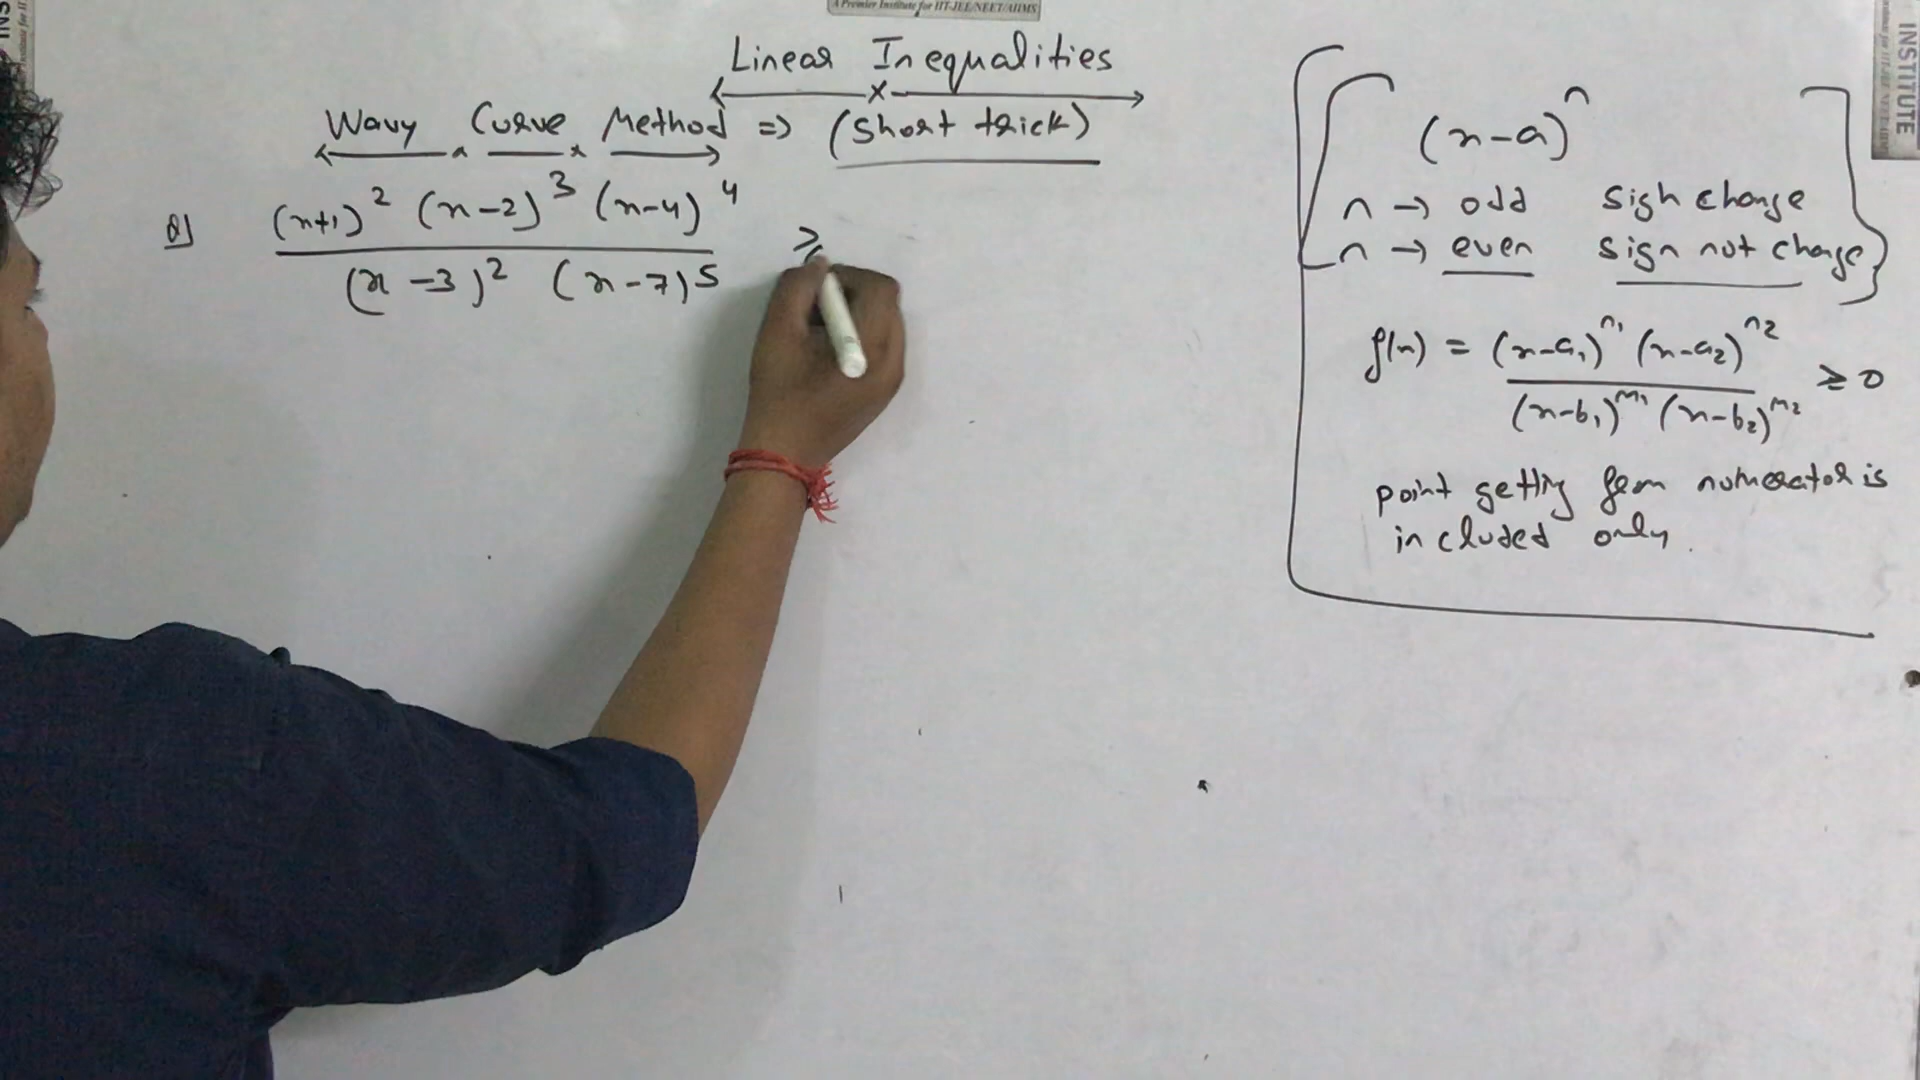 A Premier Institute for IIT-JEE/NEET/AIIMS
INSTITUTE
Linear Inequalities
Wavy Curve Method => (Short trick)
Q) (x+1)^2 (x-2)^3 (x-4)^4
(x-3)^2 (x-7)^5
≥
(x-a)^n
n → odd sigh change
n → even sign not change
f(x) = (x-a₁)^n₁ (x-a₂)^n₂
(x-b₁)^m₁ (x-b₂)^m₂ ≥ 0
point getting from numerator is
included only.